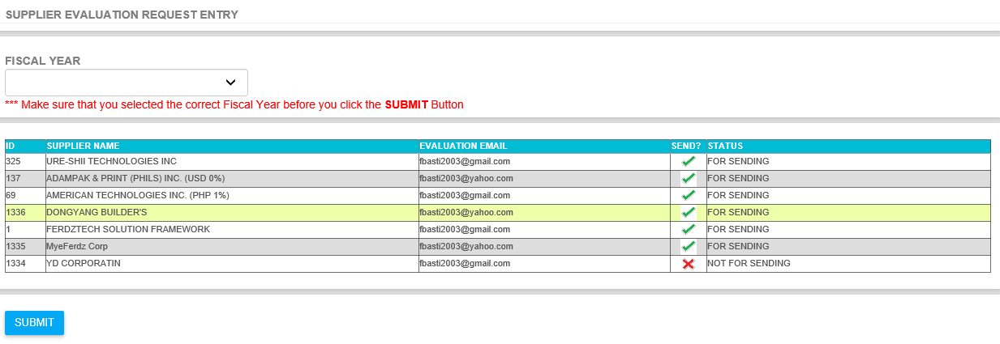 SUPPLIER EVALUATION REQUEST ENTRY
FISCAL YEAR
*** Make sure that you selected the correct Fiscal Year before you click the SUBMIT Button
ID SUPPLIER NAME EVALUATION EMAIL SEND? STATUS
325 URE-SHII TECHNOLOGIES INC fbasti2003@gmail.com FOR SENDING
137 ADAMPAK & PRINT (PHILS) INC. (USD 0%) fbasti2003@yahoo.com FOR SENDING
69 AMERICAN TECHNOLOGIES INC. (PHP 1%) fbasti2003@gmail.com FOR SENDING
1336 DONGYANG BUILDER'S fbasti2003@yahoo.com FOR SENDING
1 FERDZTECH SOLUTION FRAMEWORK fbasti2003@gmail.com FOR SENDING
1335 MyeFerdz Corp fbasti2003@yahoo.com FOR SENDING
1334 YD CORPORATIN fbasti2003@gmail.com NOT FOR SENDING
SUBMIT